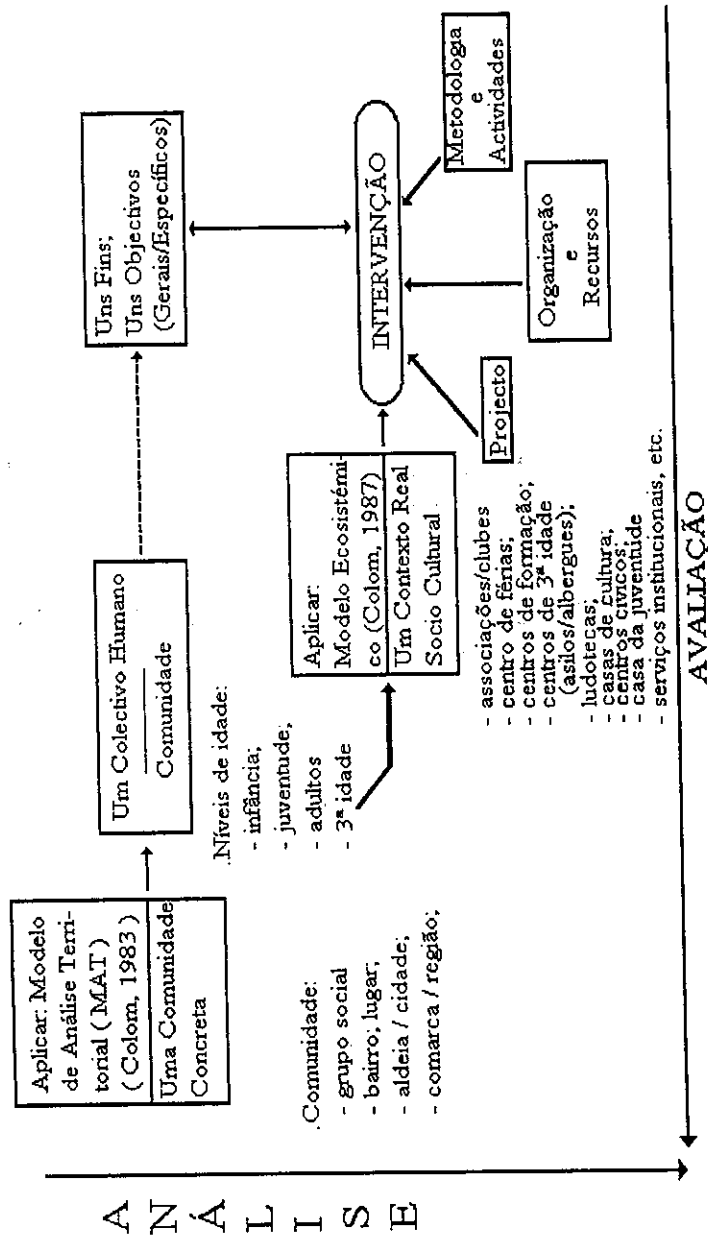 A
N
Á
L
I
S
E
Aplicar: Modelo
de Análise Terri-
torial ( MAT )
( Colom, 1983 )
Uma Comunidade
Concreta
Um Colectivo Humano
Comunidade
Uns Fins;
Uns Objectivos
(Gerais/Específicos)
.Comunidade:
- grupo social
- bairro; lugar;
- aldeia / cidade;
- comarca / região;
.Níveis de idade:
- infância;
- juventude;
- adultos
- 3ª idade
Aplicar:
Modelo Ecosistémi-
co (Colom, 1987)
Um Contexto Real
Socio Cultural
INTERVENÇÃO
- associações/clubes
- centro de férias;
- centros de formação;
- centros de 3ª idade
(asilos/albergues);
- ludotecas;
- casas de cultura;
- centros cívicos;
- casa da juventude
- serviços institucionais, etc.
Projecto
Organização
e
Recursos
Metodologia
e
Actividades
AVALIAÇÃO